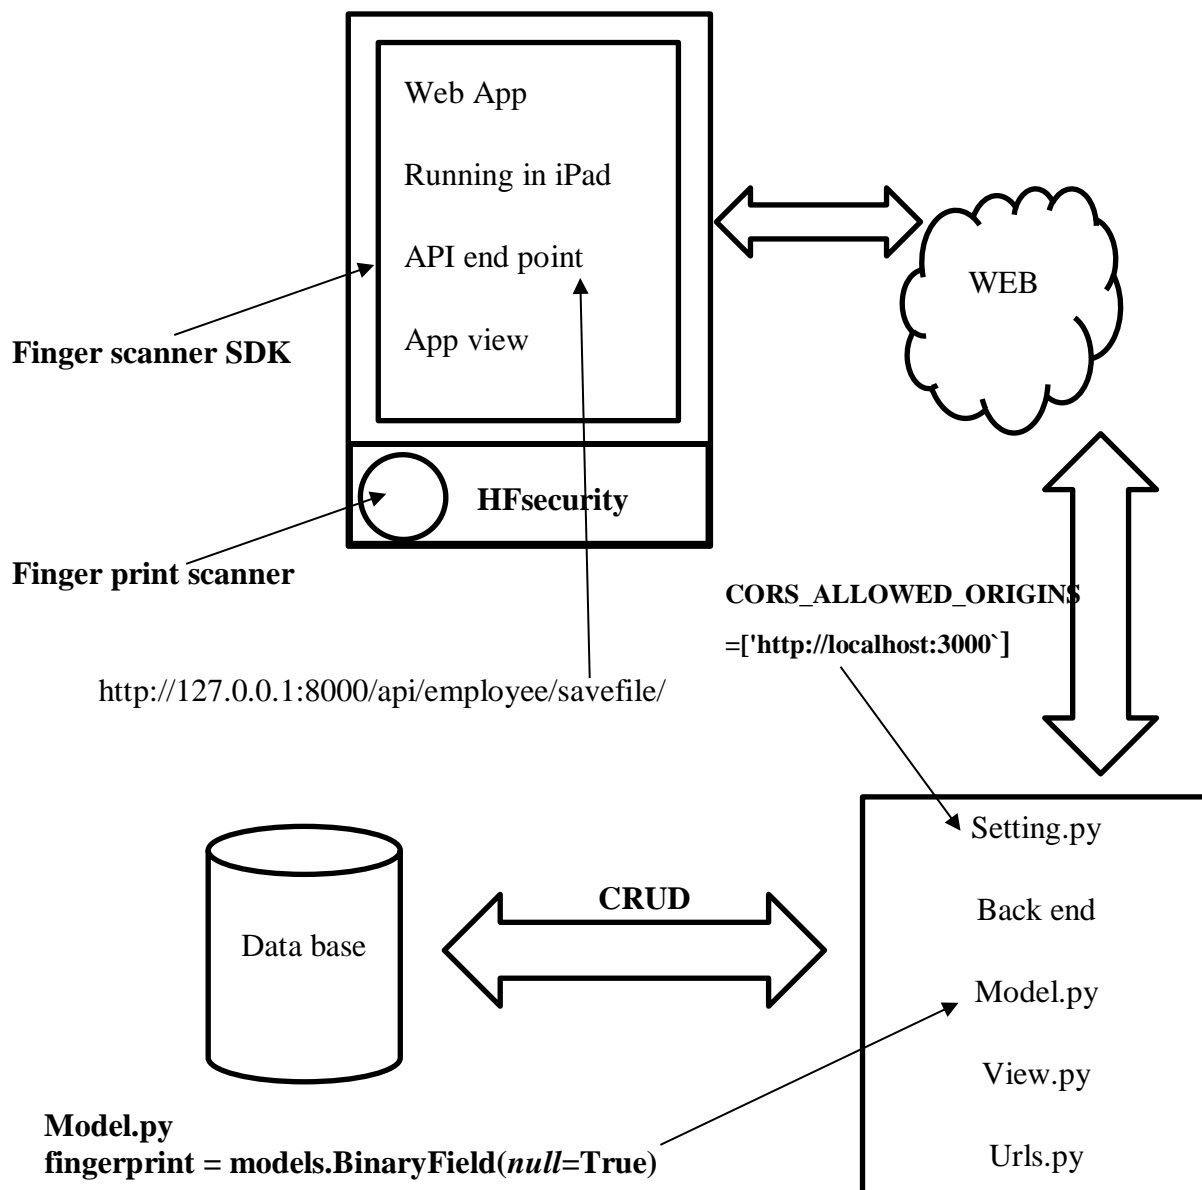 Web App
Running in iPad
API end point
App view
WEB
Finger scanner SDK
HFsecurity
Finger print scanner
CORS_ALLOWED_ORIGINS
=['http://localhost:3000`]
http://127.0.0.1:8000/api/employee/savefile/
Setting.py
CRUD
Back end
Data base
Model.py
View.py
Model.py
fingerprint = models.BinaryField(null=True)
Urls.py